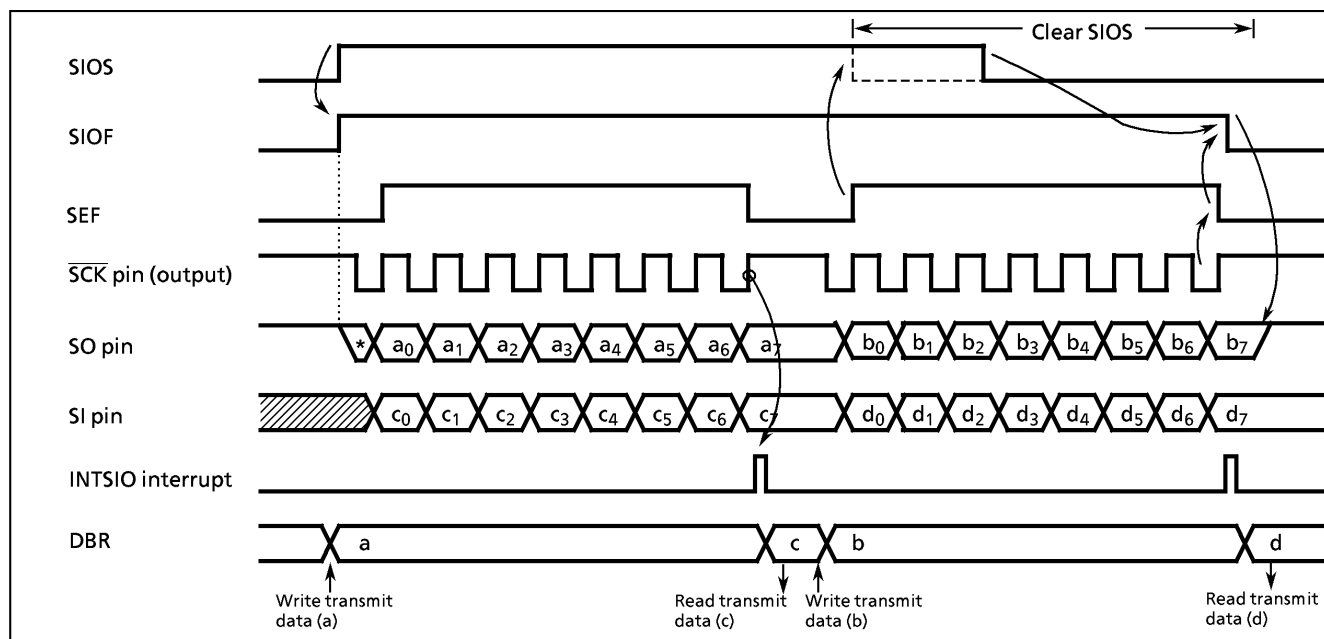 Clear SIOS
SIOS
SIOF
SEF
SCK pin (output)
SO pin * a0 a1 a2 a3 a4 a5 a6 a7 b0 b1 b2 b3 b4 b5 b6 b7
SI pin c0 c1 c2 c3 c4 c5 c6 c7 d0 d1 d2 d3 d4 d5 d6 d7
INTSIO interrupt
DBR a c b d
Write transmit
data (a)
Read transmit
data (c)
Write transmit
data (b)
Read transmit
data (d)